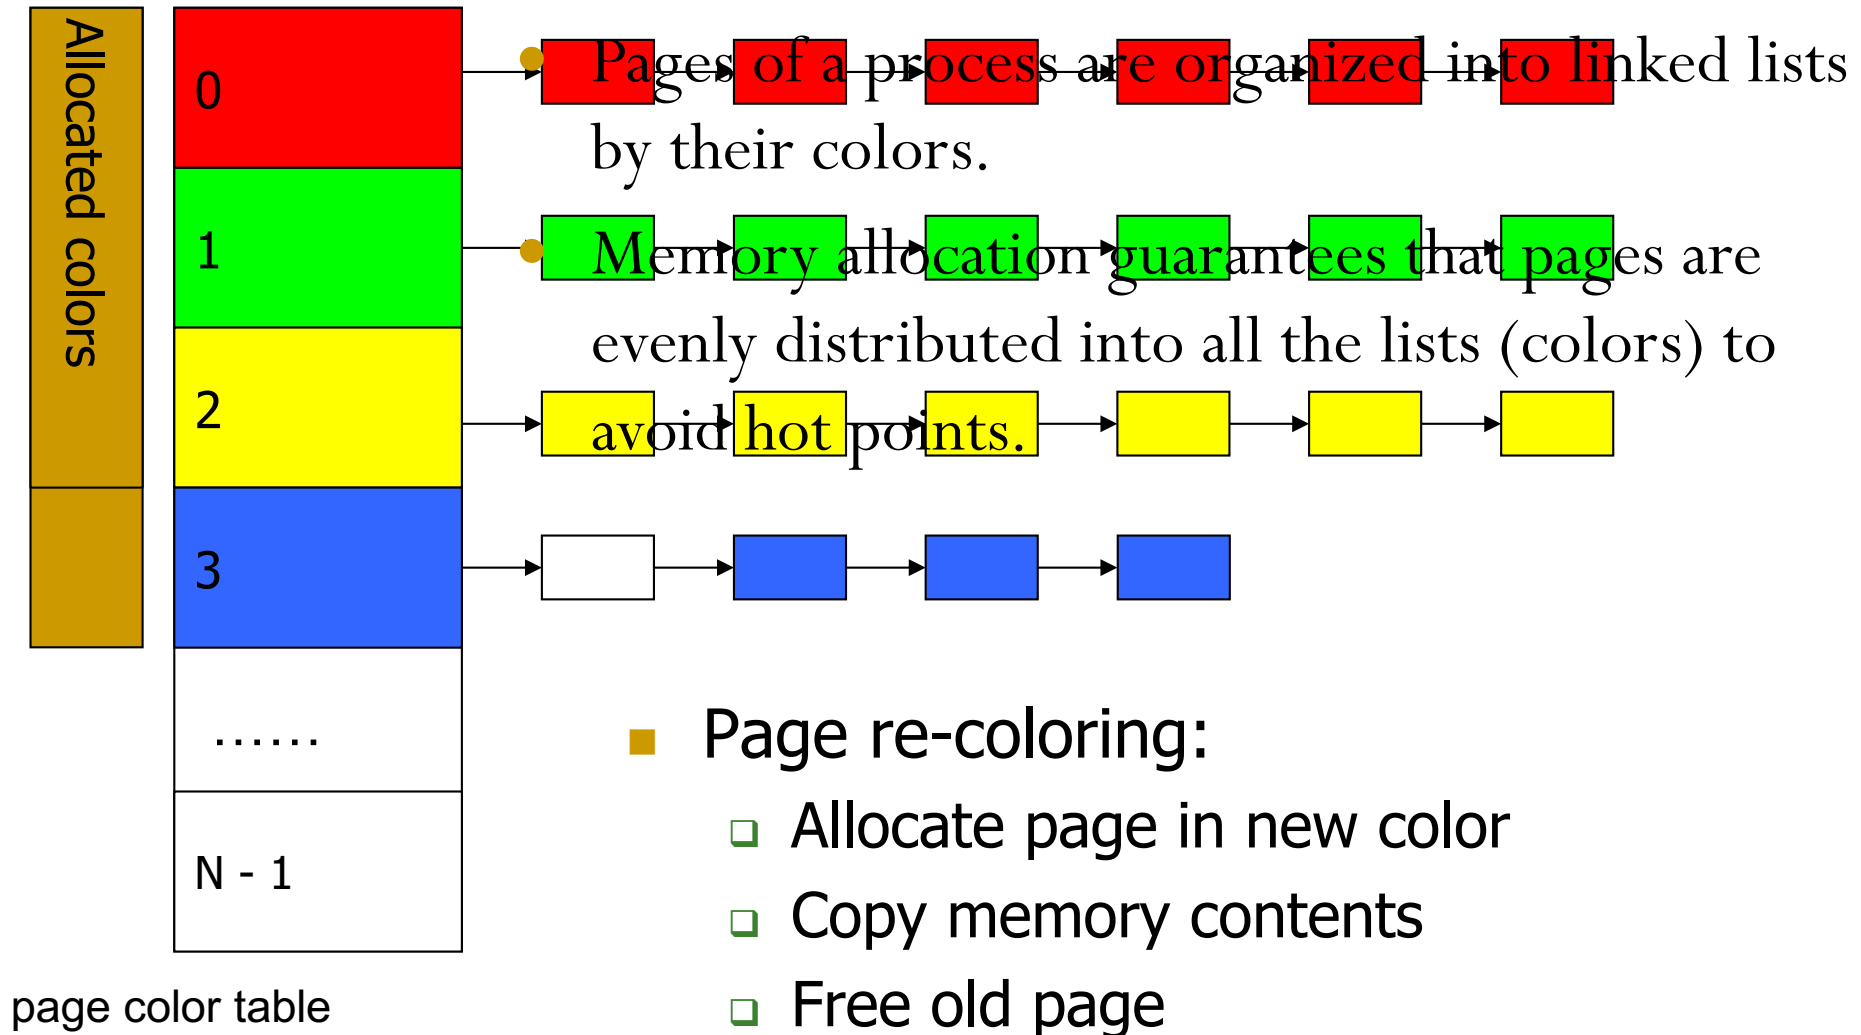 Allocated colors
0
1
2
3
......
N - 1
page color table
Pages of a process are organized into linked lists
by their colors.
Memory allocation guarantees that pages are
evenly distributed into all the lists (colors) to
avoid hot points.
Page re-coloring:
Allocate page in new color
Copy memory contents
Free old page